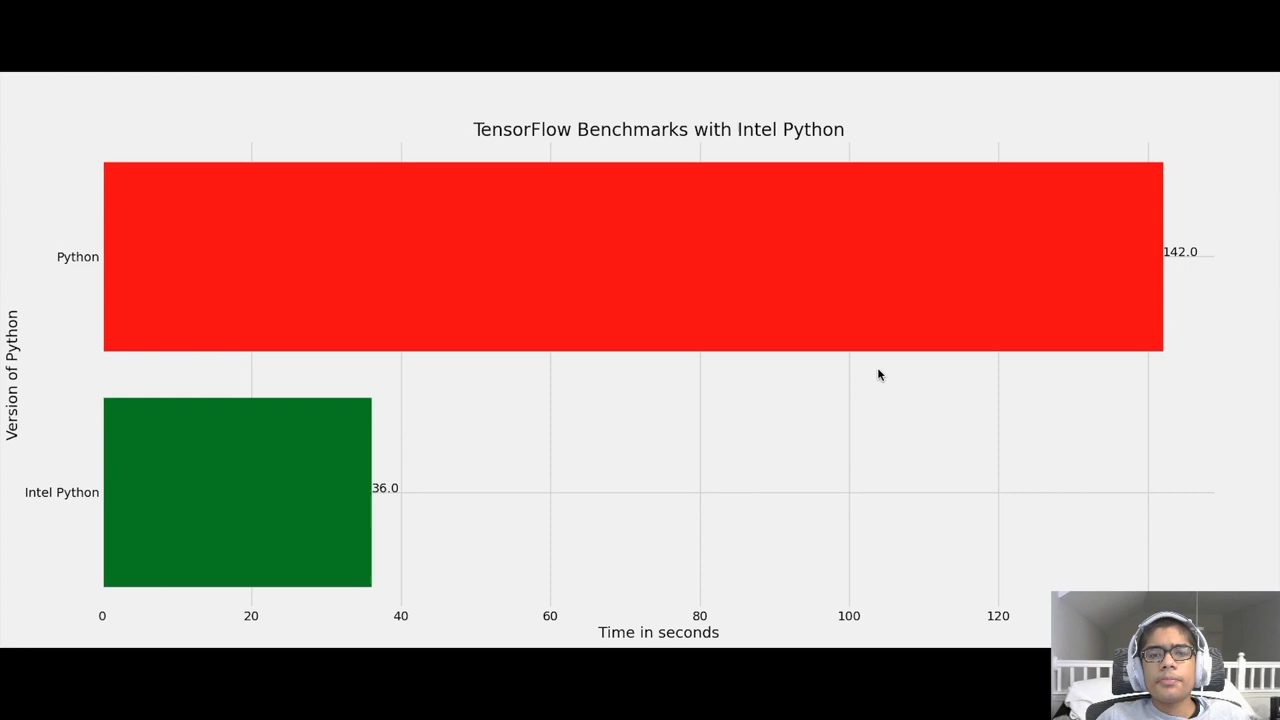 TensorFlow Benchmarks with Intel Python
Python
142.0
Version of Python
Intel Python
36.0
0 20 40 60 80 100 120
Time in seconds